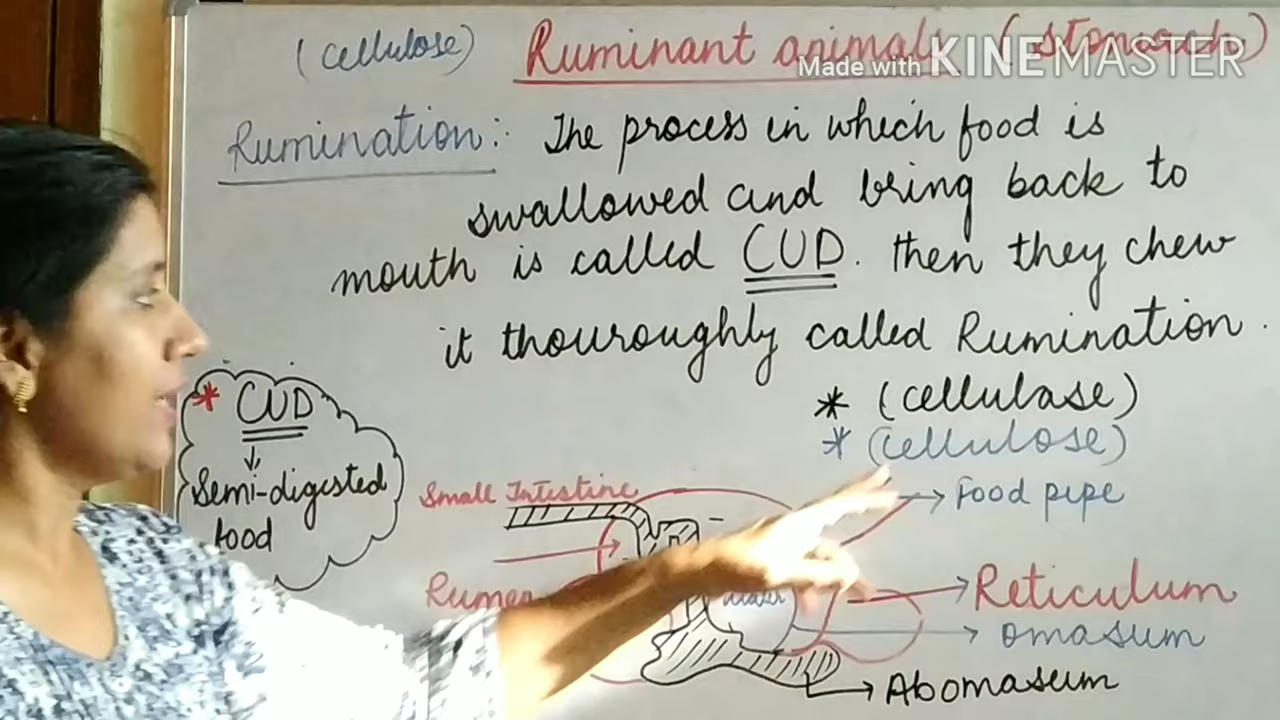 (cellulose) Ruminant animals (stomach)
Made with KINEMASTER
Rumination: The process in which food is
swallowed and bring back to
mouth is called CUD. then they chew
it thouroughly called Rumination.
* (cellulase)
* (cellulose)
* CUD
Semi-digested
food
Small Intestine
Food pipe
Rumen
Reticulum
omasum
Abomasum